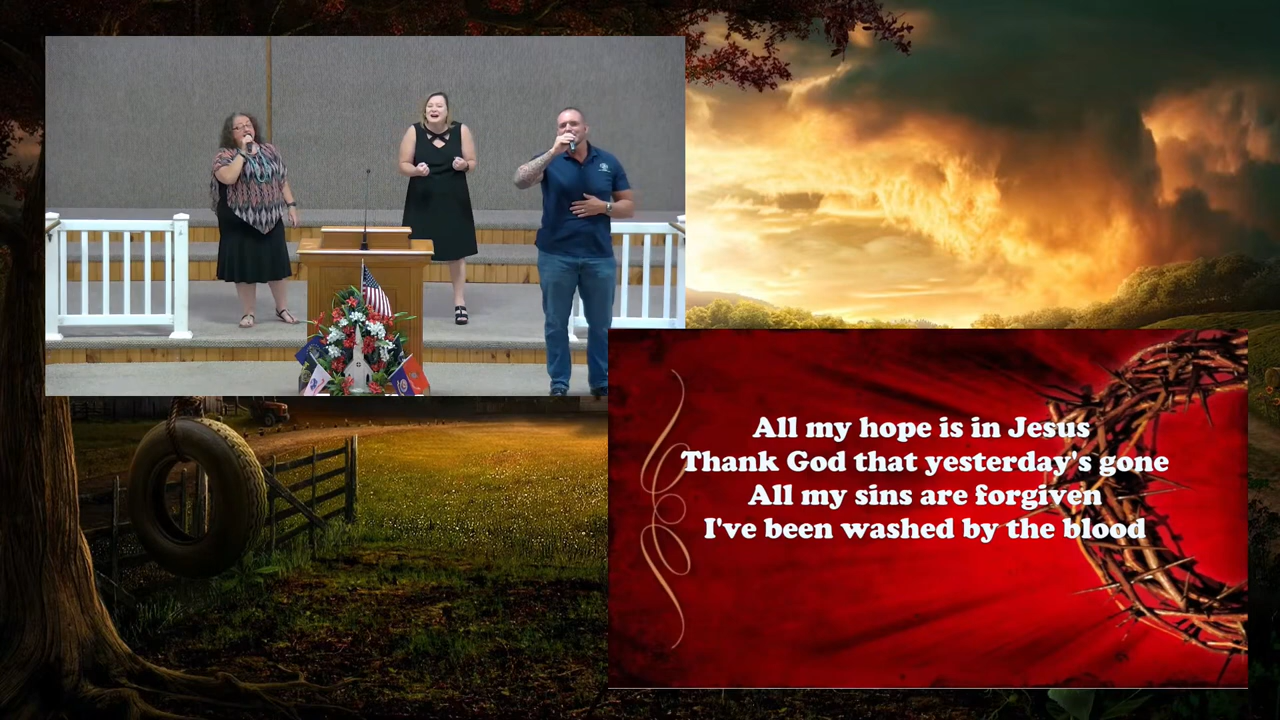 All my hope is in Jesus
Thank God that yesterday's gone
All my sins are forgiven
I've been washed by the blood